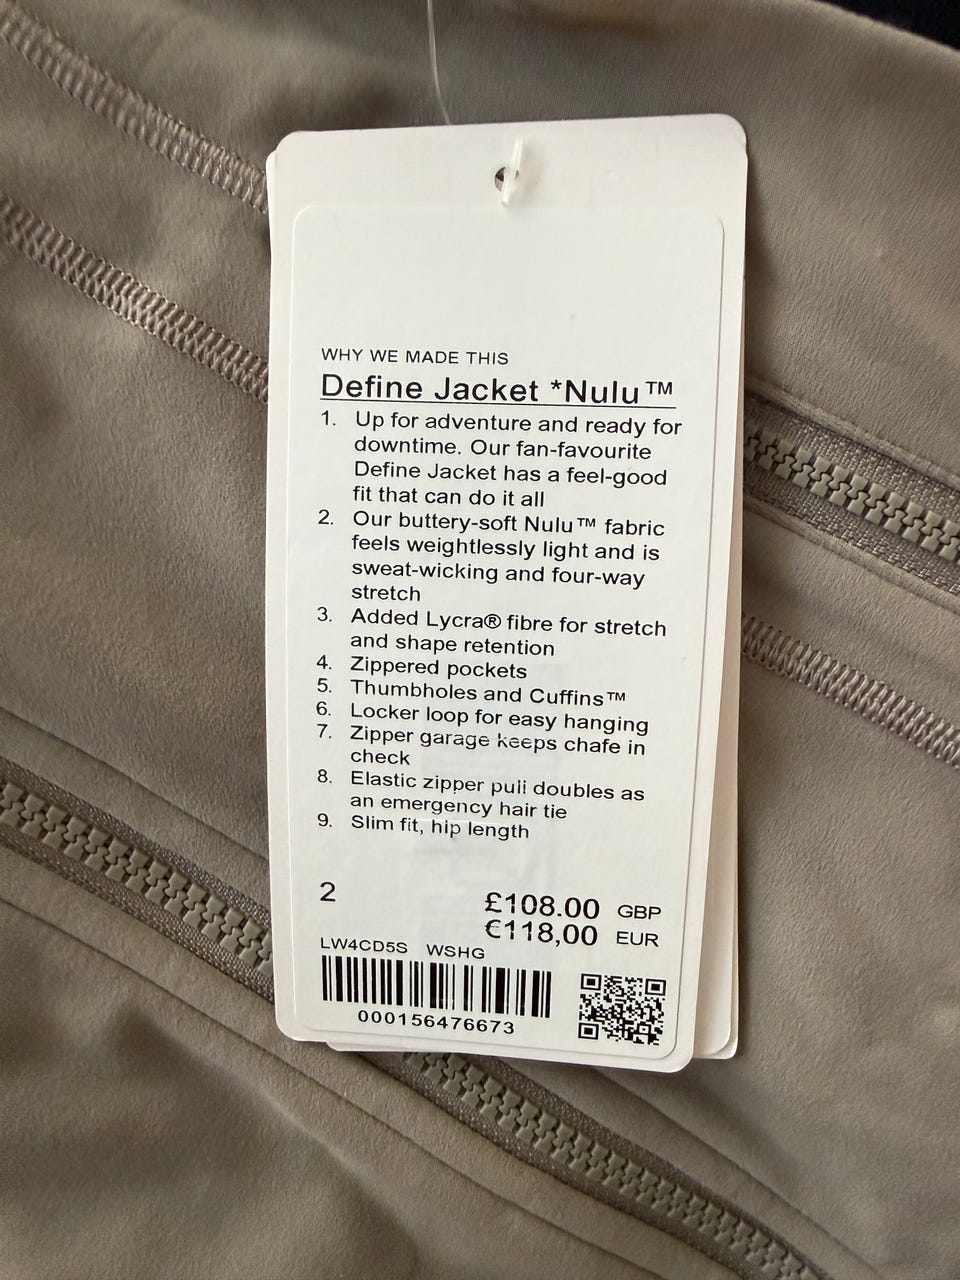 WHY WE MADE THIS
Define Jacket *Nulu™
1. Up for adventure and ready for
downtime. Our fan-favourite
Define Jacket has a feel-good
fit that can do it all
2. Our buttery-soft Nulu™ fabric
feels weightlessly light and is
sweat-wicking and four-way
stretch
3. Added Lycra® fibre for stretch
and shape retention
4. Zippered pockets
5. Thumbholes and Cuffins™
6. Locker loop for easy hanging
7. Zipper garage keeps chafe in
check
8. Elastic zipper pull doubles as
an emergency hair tie
9. Slim fit, hip length
2 £108.00 GBP
€118,00 EUR
LW4CD5S WSHG
000156476673